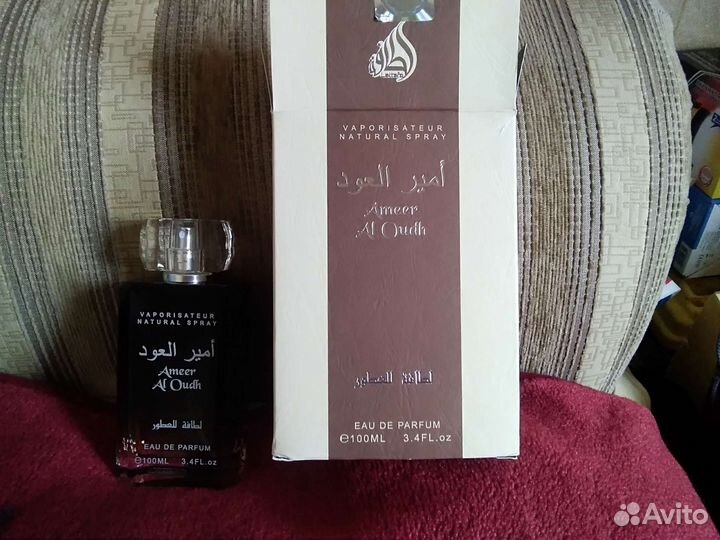 VAPORISATEUR
NATURAL SPRAY
أمير العود
Ameer
Al Oudh
لطافة للعطور
EAU DE PARFUM
℮100ML 3.4FL.oz
VAPORISATEUR
NATURAL SPRAY
أمير العود
Ameer
Al Oudh
لطافة للعطور
EAU DE PARFUM
℮100ML 3.4FL.oz
Avito